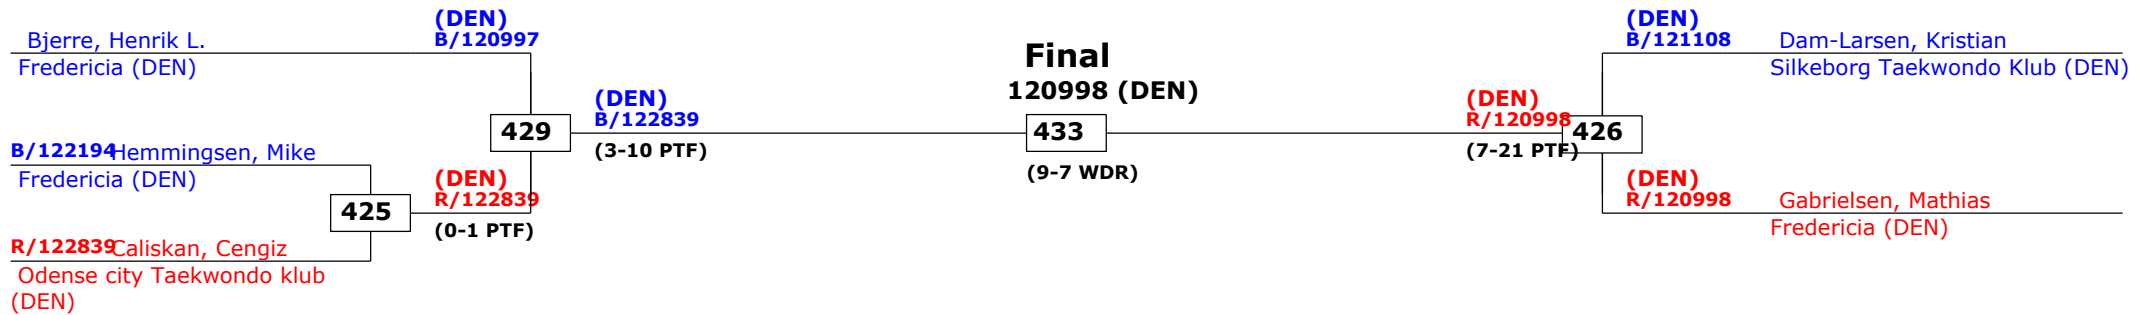 (DEN)
B/120997
Bjerre, Henrik L.
Fredericia (DEN)
B/122194 Hemmingsen, Mike
Fredericia (DEN)
425
R/122839 Caliskan, Cengiz
Odense city Taekwondo klub
(DEN)
(DEN)
R/122839
(0-1 PTF)
429
(DEN)
B/122839
(3-10 PTF)
Final
120998 (DEN)
433
(9-7 WDR)
(DEN)
R/120998
(7-21 PTF)
426
(DEN)
B/121108
Dam-Larsen, Kristian
Silkeborg Taekwondo Klub (DEN)
(DEN)
R/120998
Gabrielsen, Mathias
Fredericia (DEN)